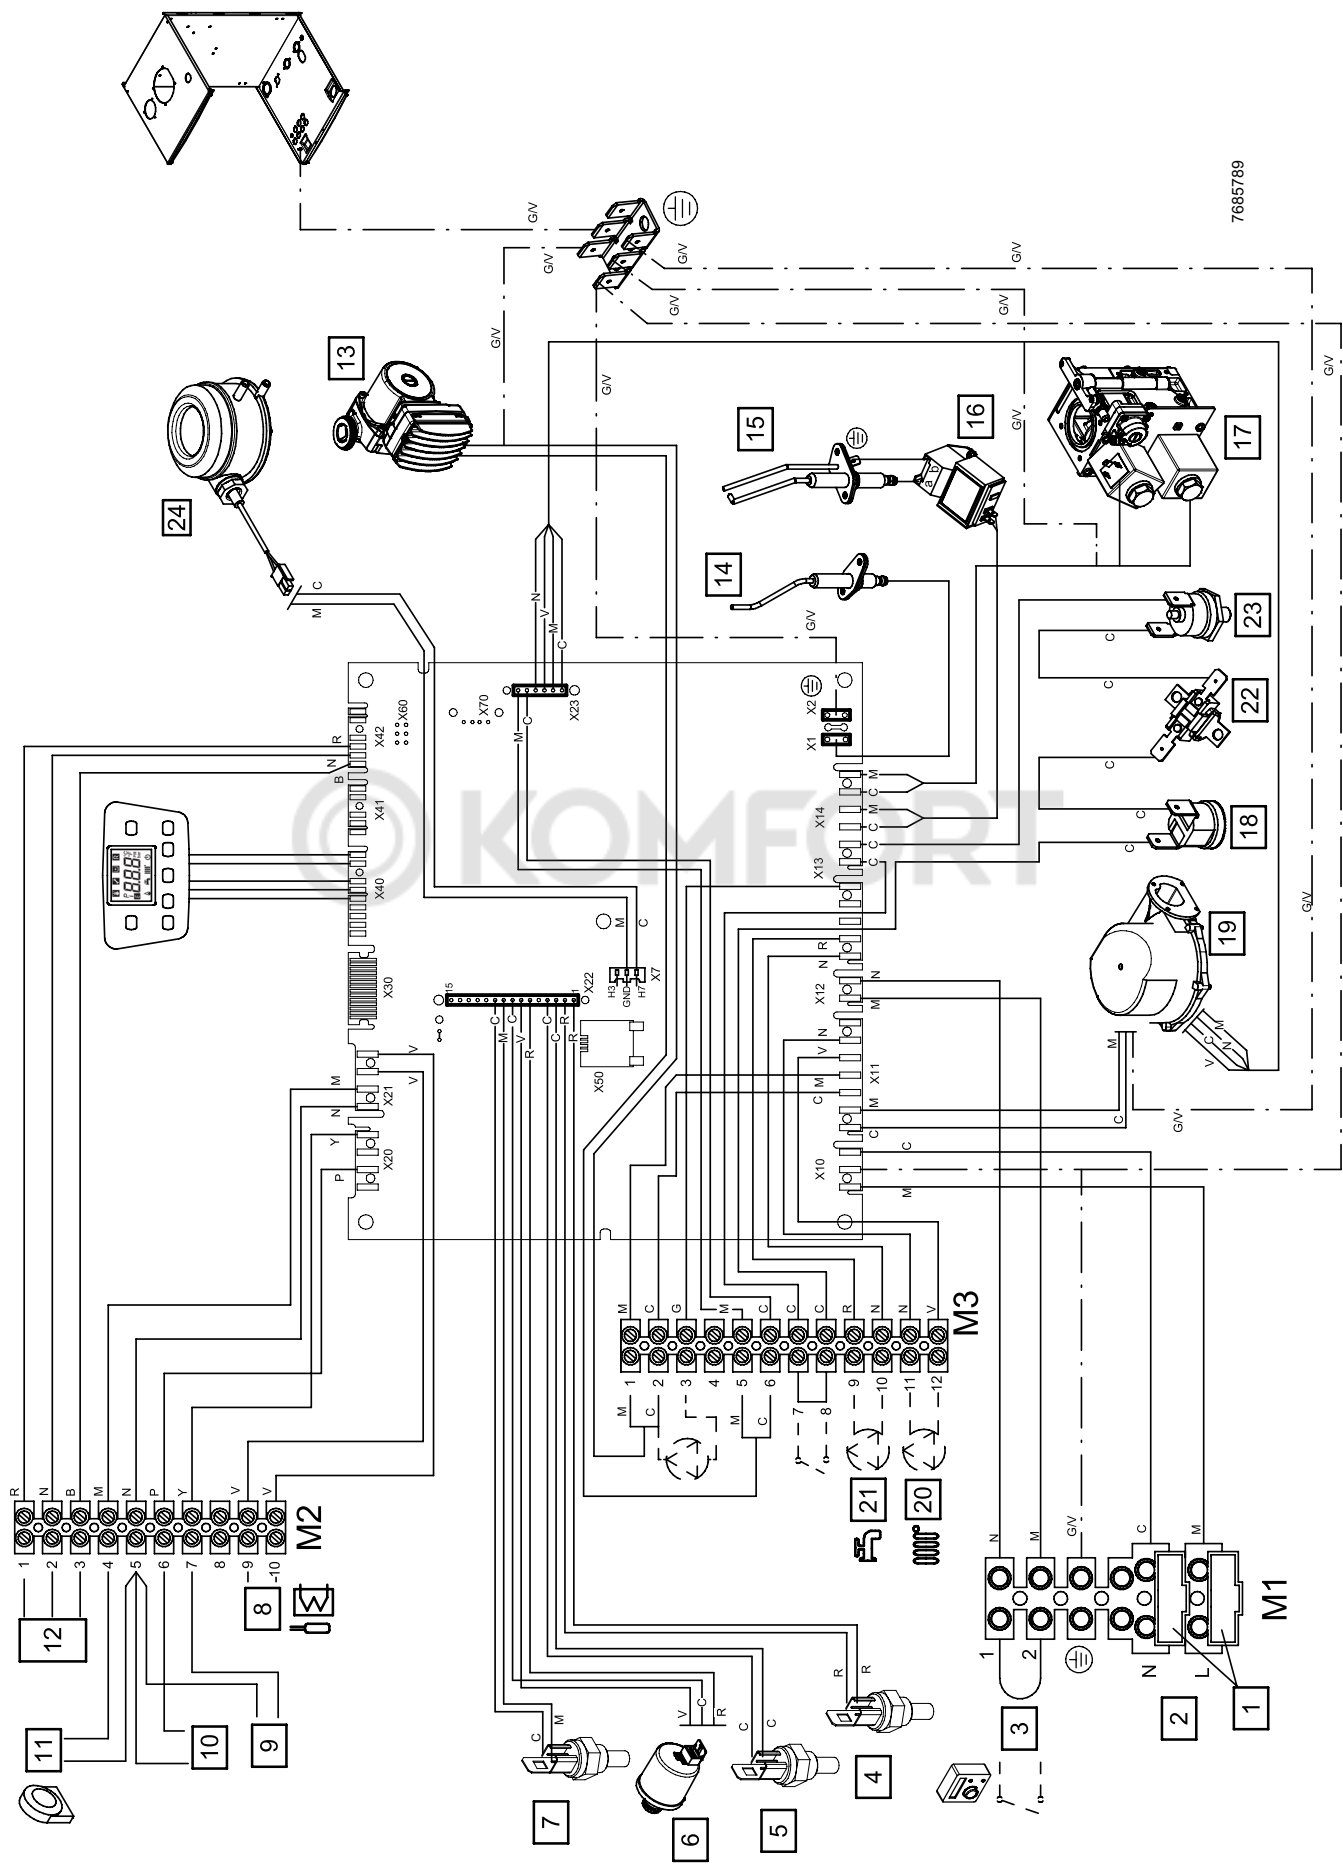 7685789
G/V
G/V
G/V
G/V
G/V
G/V
G/V
G/V
G/V
G/V
G/V
G/V
G/V
G/V
24
13
15
16
14
17
23
22
18
19
a
b
C
M
N
V
M
C
M
C
X23
X70
X60
X42
X41
X40
X30
X21
X20
R
N
B
V
V
M
N
Y
P
KOMFORT
X2
X1
X14
X13
X12
X11
X10
M
C
M
C
C
C
R
N
N
M
N
V
M
C
M
C
C
M
C
C
C
C
C
M
C
M
C
N
V
M
C
X22
15
1
X7
H3
GND
H7
M
C
X50
C
M
C
V
R
C
C
R
R
R
N
B
M
N
P
Y
V
V
M2
1
2
3
4
5
6
7
8
9
10
12
11
10
9
8
M
C
G
M
C
C
C
R
N
N
V
M3
1
2
3
4
5
6
7
8
9
10
11
12
M
C
M
C
21
20
N
M
G/V
C
M
M1
1
2
N
L
3
2
1
C
M
7
V
C
R
6
C
C
5
R
R
4